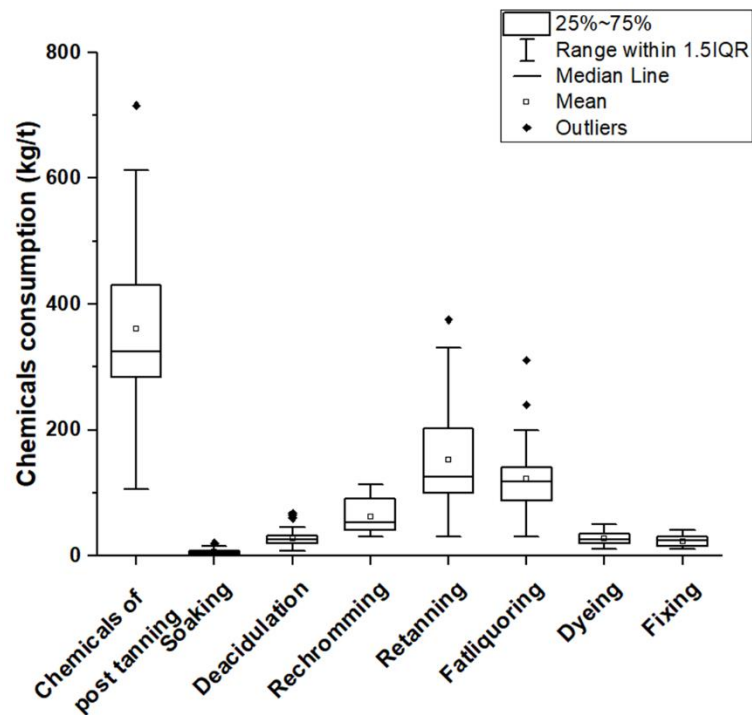 25%~75%
Range within 1.5IQR
Median Line
Mean
Outliers
Chemicals consumption (kg/t)
800
600
400
200
0
Chemicals of
post tanning
Soaking
Deacidulation
Rechromming
Retanning
Fatliquoring
Dyeing
Fixing